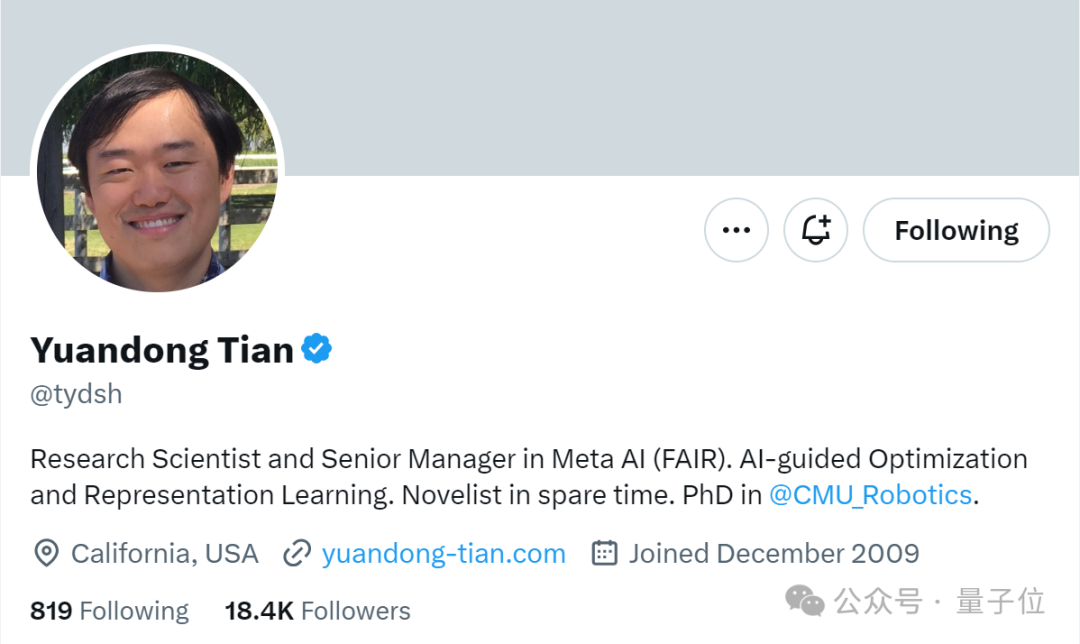 Following
Yuandong Tian
@tydsh
Research Scientist and Senior Manager in Meta AI (FAIR). AI-guided Optimization
and Representation Learning. Novelist in spare time. PhD in @CMU_Robotics.
California, USA yuandong-tian.com Joined December 2009
819 Following 18.4K Followers
公众号 · 量子位